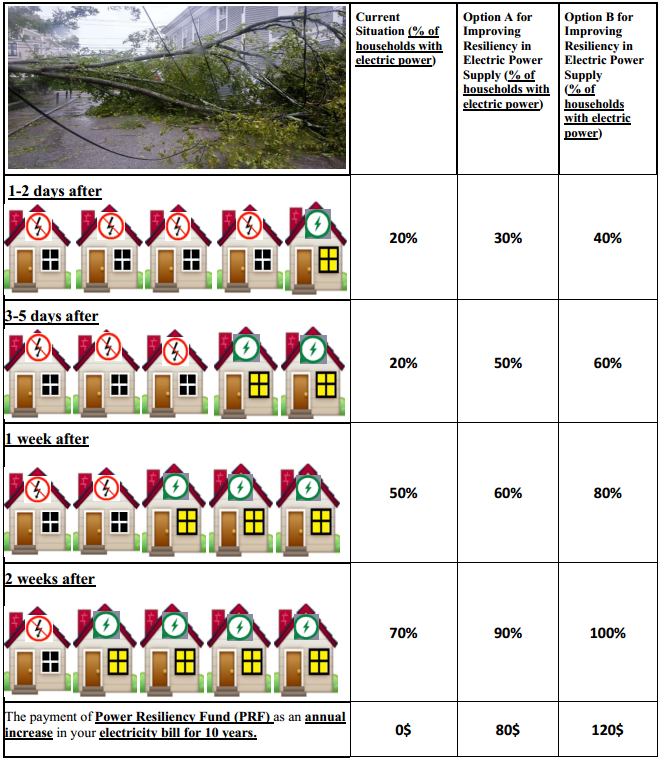 Current
Situation (% of
households with
electric power)
Option A for
Improving
Resiliency in
Electric Power
Supply (% of
households with
electric power)
Option B for
Improving
Resiliency in
Electric Power
Supply
(% of
households
with electric
power)
1-2 days after
20%
30%
40%
3-5 days after
20%
50%
60%
1 week after
50%
60%
80%
2 weeks after
70%
90%
100%
The payment of Power Resiliency Fund (PRF) as an annual
increase in your electricity bill for 10 years.
0$
80$
120$